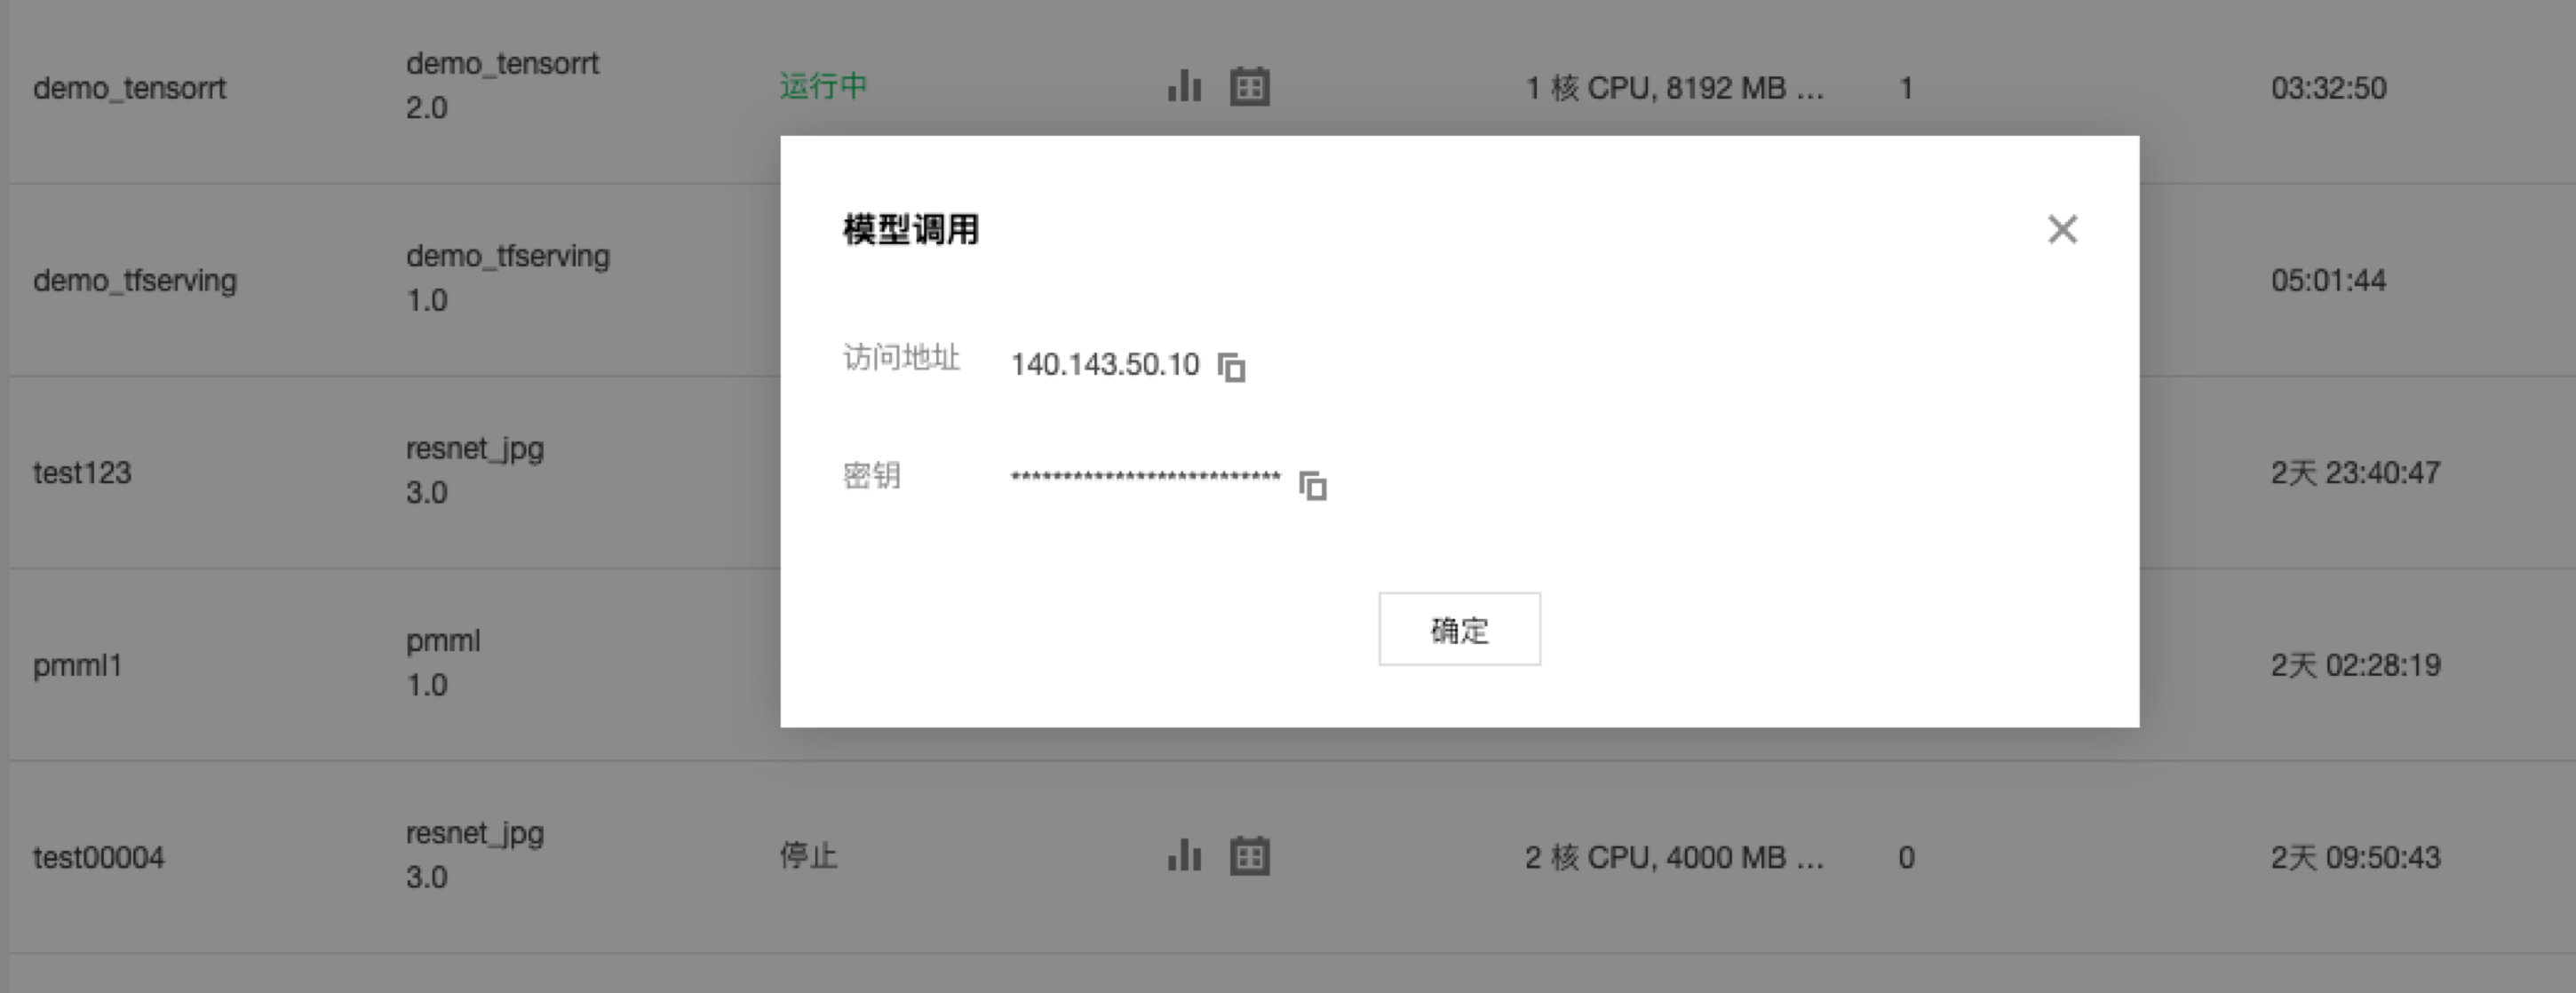 demo_tensorrt
demo_tensorrt
2.0
运行中
1 核 CPU, 8192 MB ...
1
03:32:50
demo_tfserving
demo_tfserving
1.0
05:01:44
test123
resnet_jpg
3.0
2天 23:40:47
pmml1
pmml
1.0
2天 02:28:19
test00004
resnet_jpg
3.0
停止
2 核 CPU, 4000 MB ...
0
2天 09:50:43
模型调用
访问地址 140.143.50.10
密钥 **************************
确定